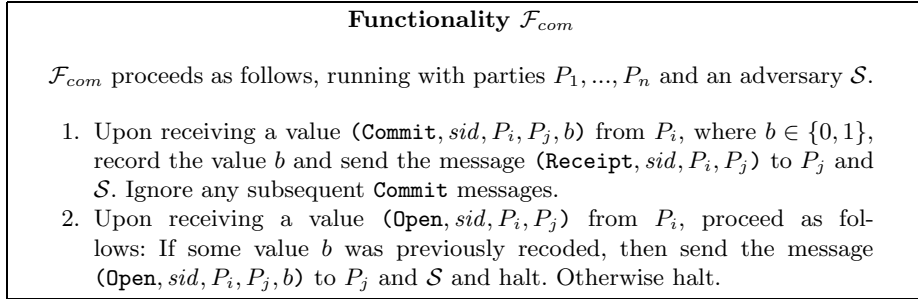 Functionality F_com
F_com proceeds as follows, running with parties P_1, ..., P_n and an adversary S.
1. Upon receiving a value (Commit, sid, P_i, P_j, b) from P_i, where b ∈ {0, 1},
record the value b and send the message (Receipt, sid, P_i, P_j) to P_j and
S. Ignore any subsequent Commit messages.
2. Upon receiving a value (Open, sid, P_i, P_j) from P_i, proceed as fol-
lows: If some value b was previously recoded, then send the message
(Open, sid, P_i, P_j, b) to P_j and S and halt. Otherwise halt.